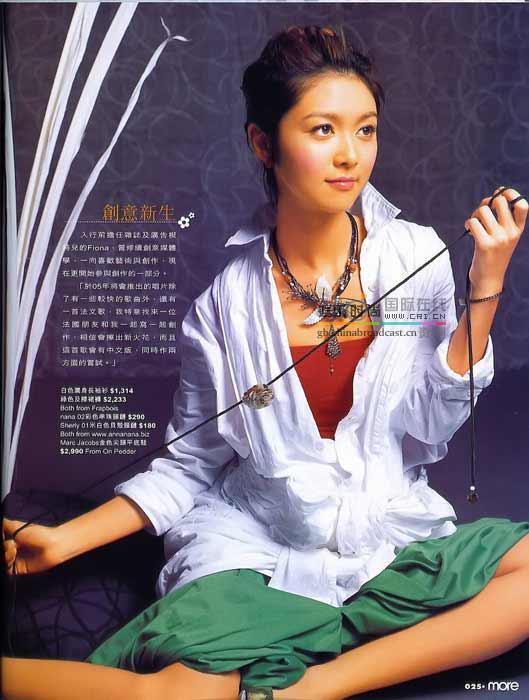 創意新生
入行前擔任雜誌及廣告模
特兒的Fiona，曾修讀創意媒體
學，一向喜歡藝術與創作，現
在更開始參與創作的一部分。
「於05年將會推出的唱片除
了有一些較快的歌曲外，還有
一首法文歌，我特意找來一位
法國朋友和我一起寫一起創
作，相信會擦出新火花，而且
這首歌會有中文版，同時作兩
方面的嘗試。」
白色潤身長袖衫 $1,314
綠色及膝裙褲 $2,233
Both from Frapbois
nana 02彩色串珠頸鏈 $290
Sherly 01米白色貝殼頸鏈 $180
Both from www.annanana.biz
Marc Jacobs金色尖頭平底鞋
$2,990 From On Pedder
国际在线
www.CRI.cn
gb.chinabroadcast.cn
025• more